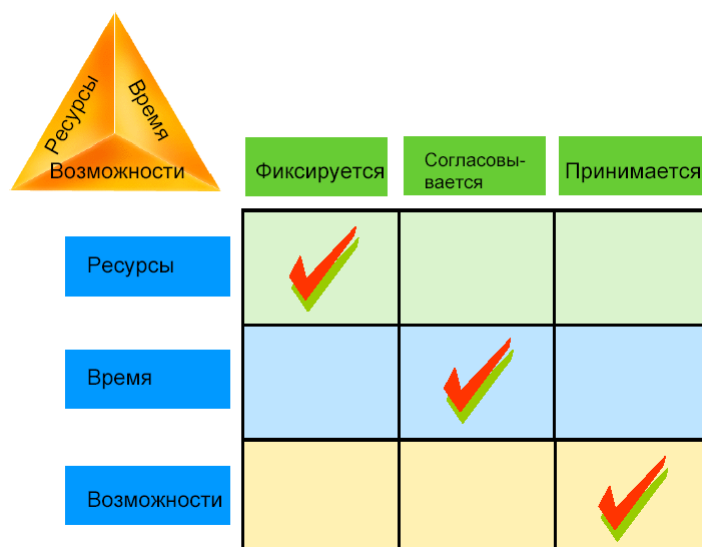 Ресурсы
Время
Возможности
Фиксируется
Согласовы-
вается
Принимается
Ресурсы
Время
Возможности